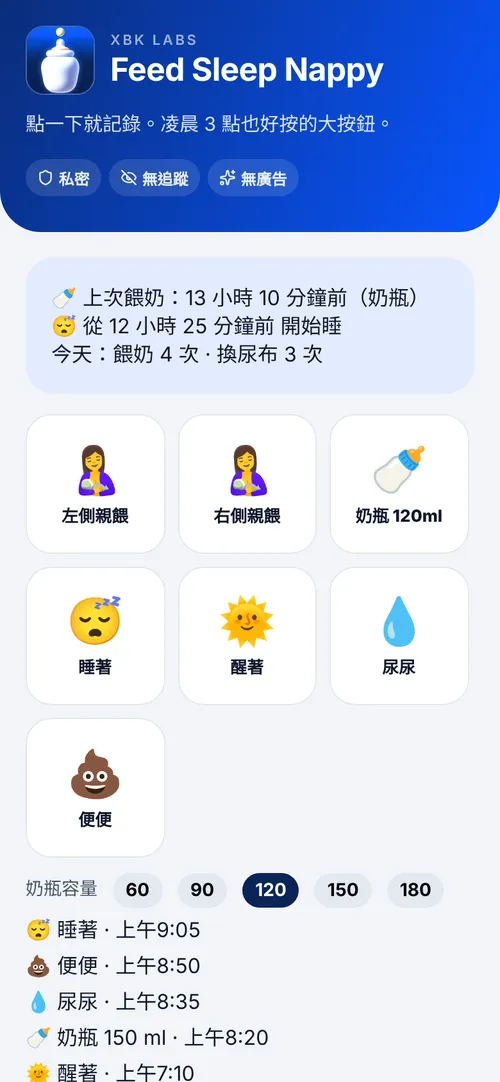 XBK LABS
Feed Sleep Nappy
點一下就記錄。凌晨 3 點也好按的大按鈕。
私密 無追蹤 無廣告
上次餵奶：13 小時 10 分鐘前（奶瓶）
從 12 小時 25 分鐘前 開始睡
今天：餵奶 4 次 · 換尿布 3 次
左側親餵 右側親餵 奶瓶 120ml
睡著 醒著 尿尿
便便
奶瓶容量 60 90 120 150 180
睡著 · 上午9:05
便便 · 上午8:50
尿尿 · 上午8:35
奶瓶 150 ml · 上午8:20
醒著 · 上午7:10